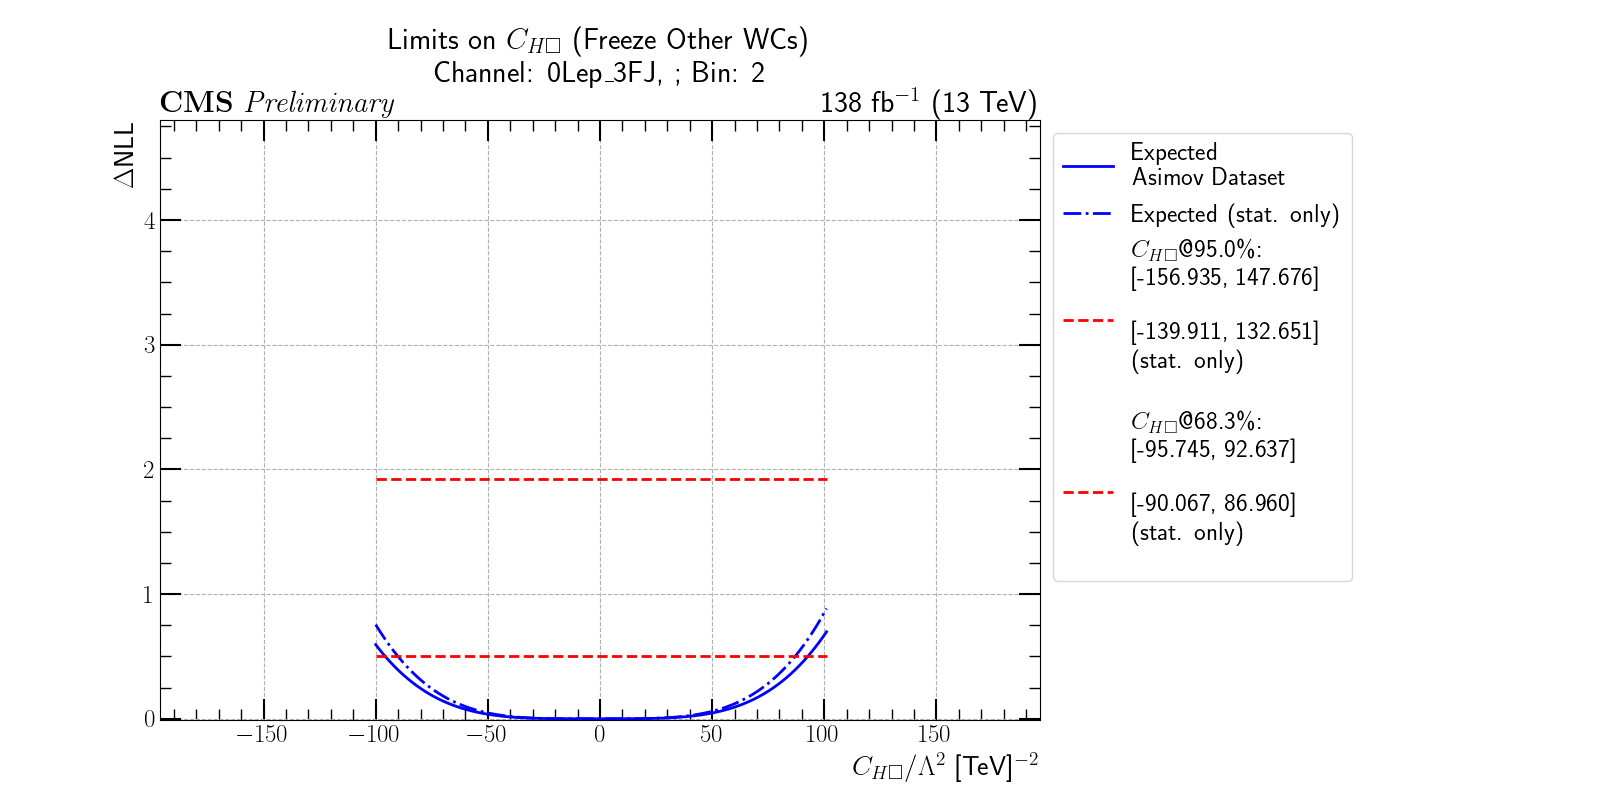 Limits on C_{H□} (Freeze Other WCs)
Channel: 0Lep_3FJ, ; Bin: 2
CMS Preliminary
138 fb⁻¹ (13 TeV)
ΔNLL
4
3
2
1
0
−150 −100 −50 0 50 100 150
C_{H□}/Λ² [TeV]⁻²
Expected
Asimov Dataset
Expected (stat. only)
C_{H□}@95.0%:
[-156.935, 147.676]
[-139.911, 132.651]
(stat. only)
C_{H□}@68.3%:
[-95.745, 92.637]
[-90.067, 86.960]
(stat. only)